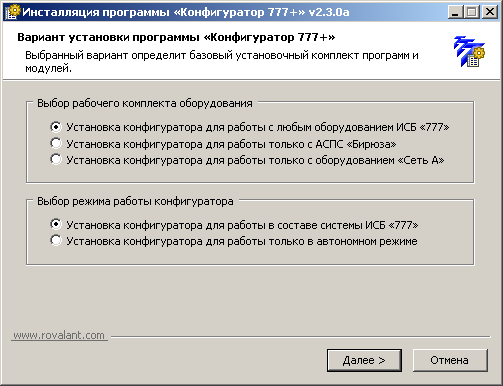 Инсталляция программы «Конфигуратор 777+» v2.3.0a
Вариант установки программы «Конфигуратор 777+»
Выбранный вариант определит базовый установочный комплект программ и
модулей.
Выбор рабочего комплекта оборудования
Установка конфигуратора для работы с любым оборудованием ИСБ «777»
Установка конфигуратора для работы только с АСПС «Бирюза»
Установка конфигуратора для работы только с оборудованием «Сеть А»
Выбор режима работы конфигуратора
Установка конфигуратора для работы в составе системы ИСБ «777»
Установка конфигуратора для работы только в автономном режиме
www.rovalant.com
Далее >
Отмена